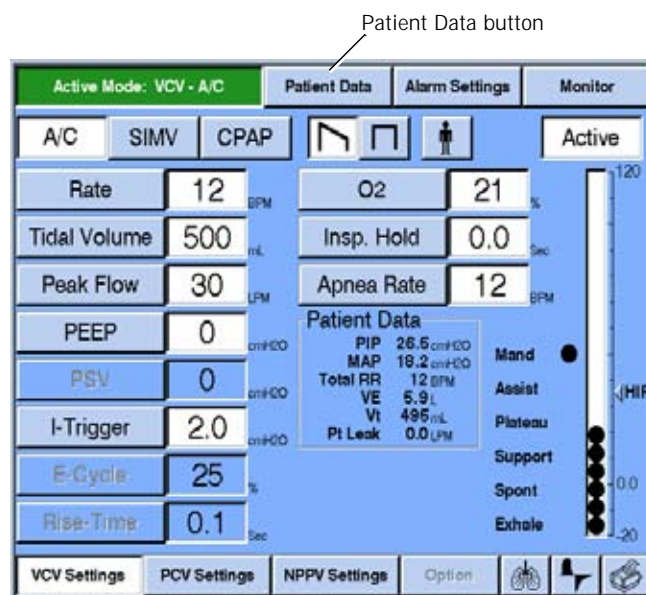 Patient Data button
Active Mode: VCV - A/C Patient Data Alarm Settings Monitor
A/C SIMV CPAP Active
Rate 12 BPM O2 21 %
120
Tidal Volume 500 mL Insp. Hold 0.0 Sec
Peak Flow 30 LPM Apnea Rate 12 BPM
Patient Data
PEEP 0 cmH2O
PIP 26.5 cmH2O
MAP 18.2 cmH2O
Total RR 12 BPM
VE 5.9 L
Vt 495 mL
Pt Leak 0.0 LPM
Mand
Assist
Plateau
Support
Spont
Exhale
HIP
0.0
-20
PSV 0 cmH2O
I-Trigger 2.0 cmH2O
E-Cycle 25 %
Rise-Time 0.1 Sec
VCV Settings PCV Settings NPPV Settings Option